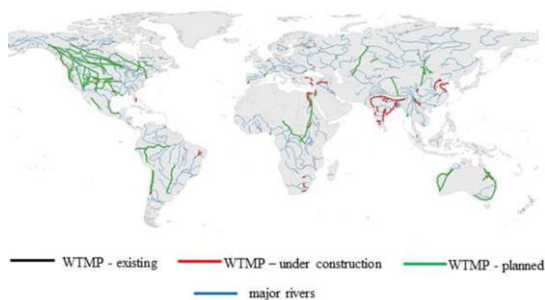 WTMP - existing WTMP – under construction WTMP - planned
major rivers